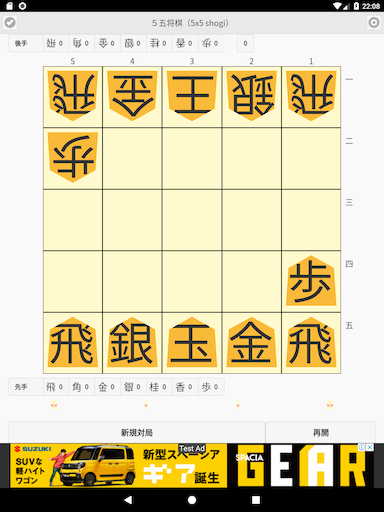 22:08
５五将棋（5x5 shogi）
後手 飛 0 角 0 金 0 銀 0 桂 0 香 0 歩 0 0
5 4 3 2 1
飛 金 王 銀 飛 一
歩 二
三
歩 四
飛 銀 玉 金 飛 五
先手 飛 0 角 0 金 0 銀 0 桂 0 香 0 歩 0
<< < > >>
新規対局 再開
SUZUKI
SUVな
軽ハイト
ワゴン
新型スペーシア
ギア誕生
Test Ad
SPACIA
GEAR